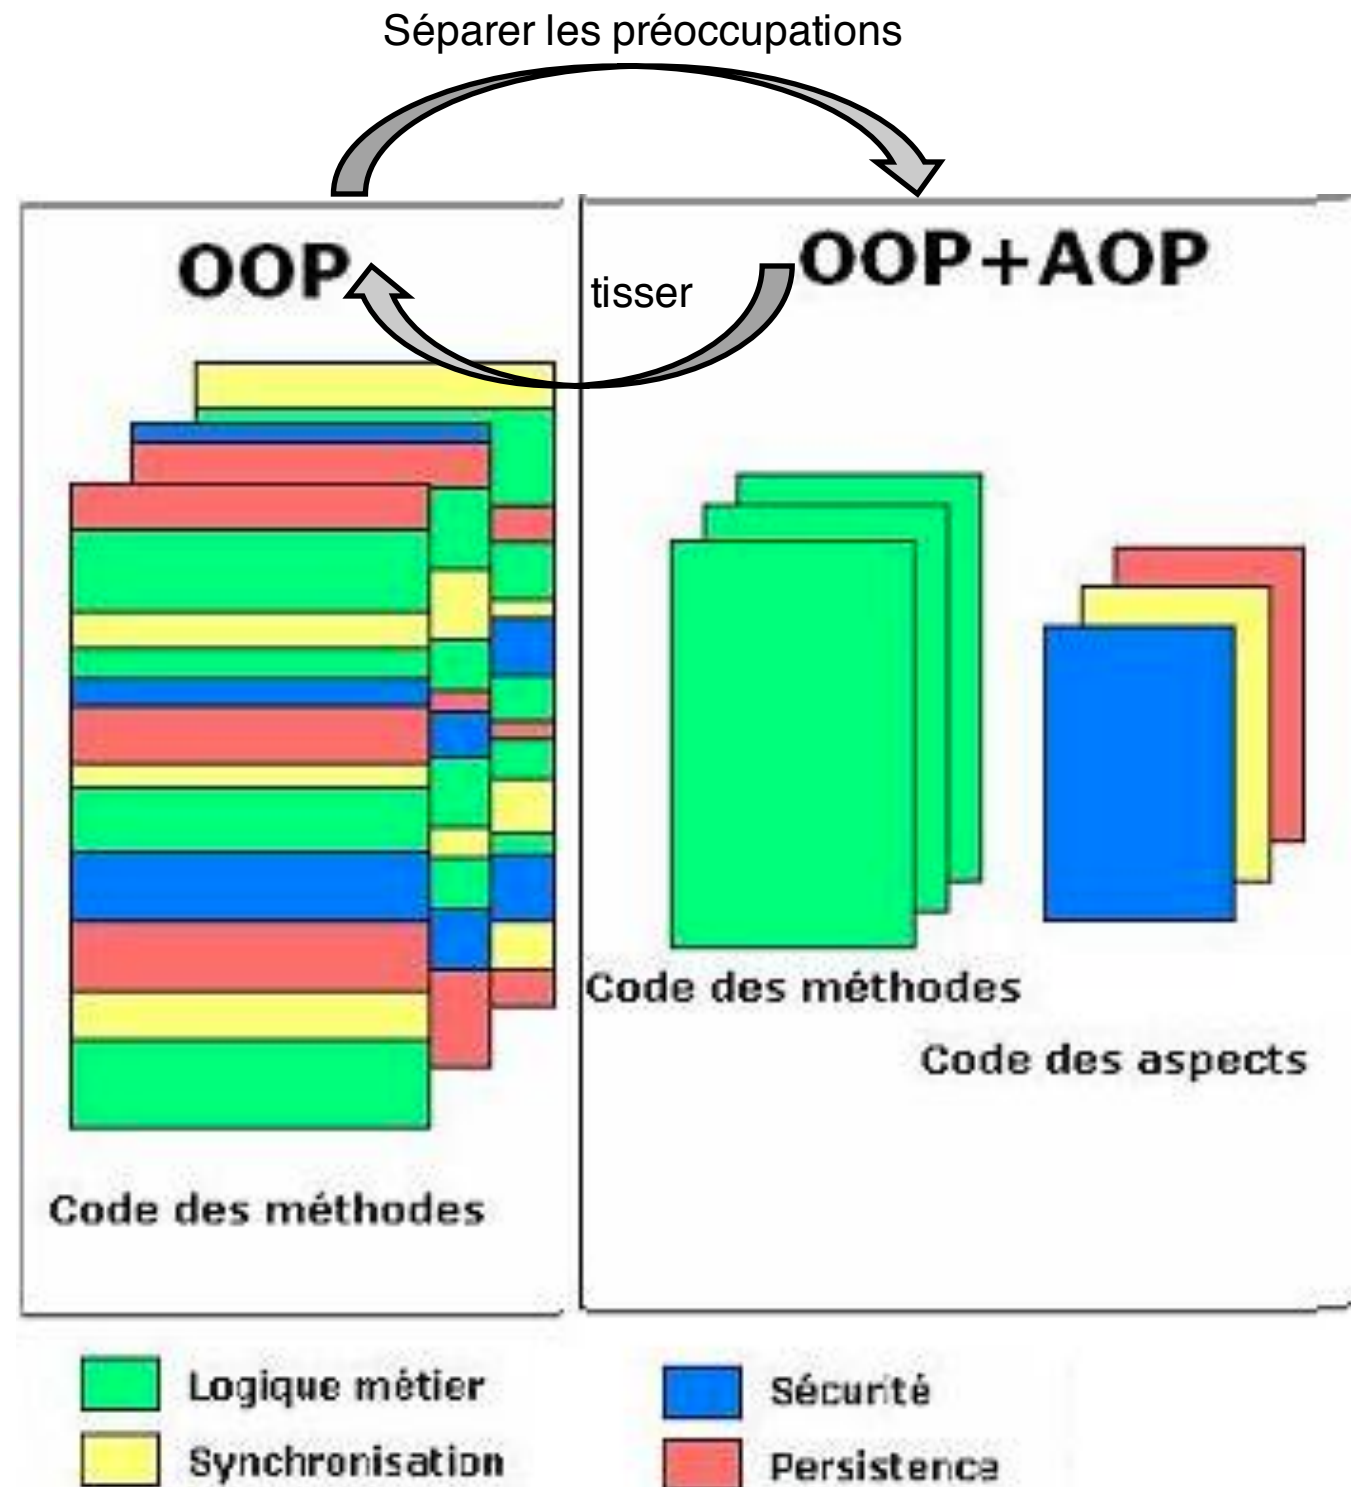 Séparer les préoccupations
OOP
tisser
OOP+AOP
Code des méthodes
Code des aspects
Code des méthodes
Logique métier
Sécurité
Synchronisation
Persistence